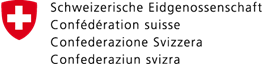 Schweizerische Eidgenossenschaft
Confédération suisse
Confederazione Svizzera
Confederaziun svizra